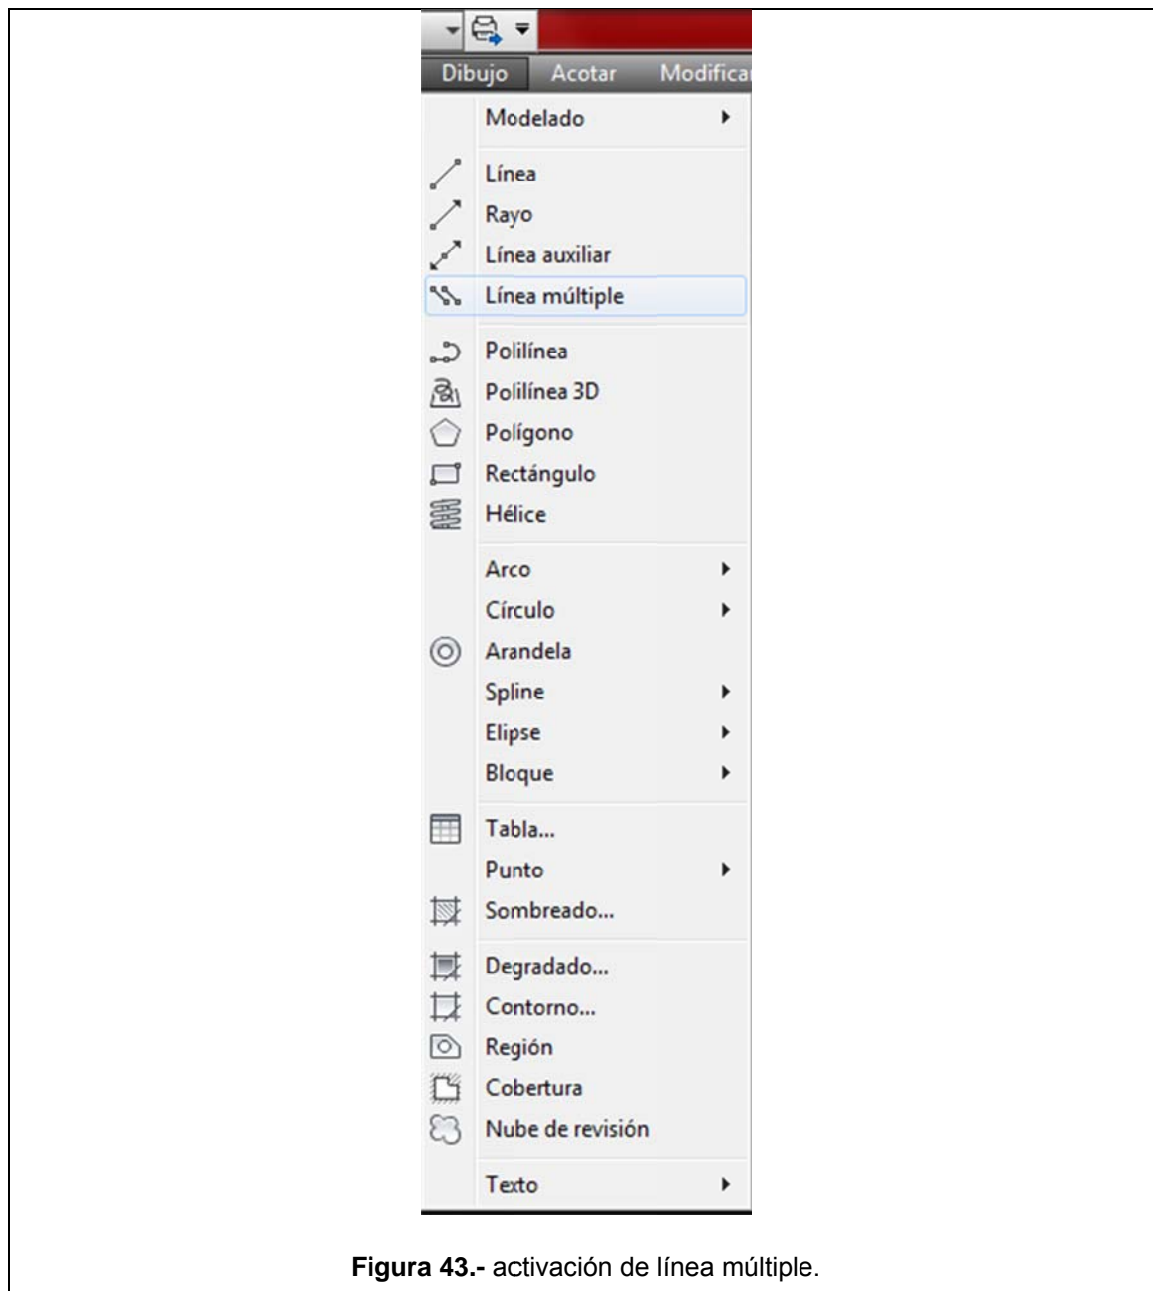 Dibujo Acotar Modificar
Modelado
Línea
Rayo
Línea auxiliar
Línea múltiple
Polilínea
Polilínea 3D
Polígono
Rectángulo
Hélice
Arco
Círculo
Arandela
Spline
Elipse
Bloque
Tabla...
Punto
Sombreado...
Degradado...
Contorno...
Región
Cobertura
Nube de revisión
Texto
Figura 43.- activación de línea múltiple.